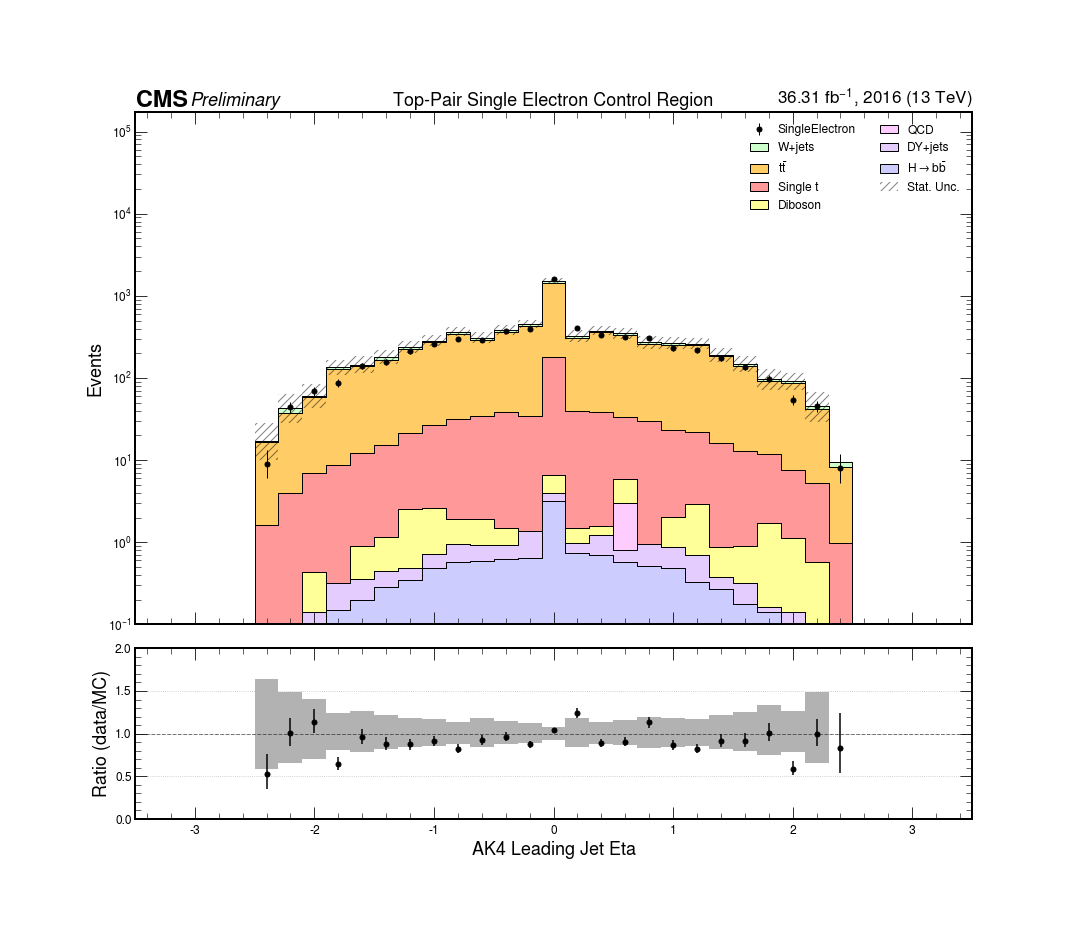 CMS Preliminary Top-Pair Single Electron Control Region 36.31 fb⁻¹, 2016 (13 TeV)
SingleElectron
W+jets
tt̄
Single t
Diboson
QCD
DY+jets
H→bb̄
Stat. Unc.
10⁵
10⁴
10³
10²
10¹
10⁰
10⁻¹
Events
2.0
1.5
1.0
0.5
0.0
Ratio (data/MC)
-3 -2 -1 0 1 2 3
AK4 Leading Jet Eta